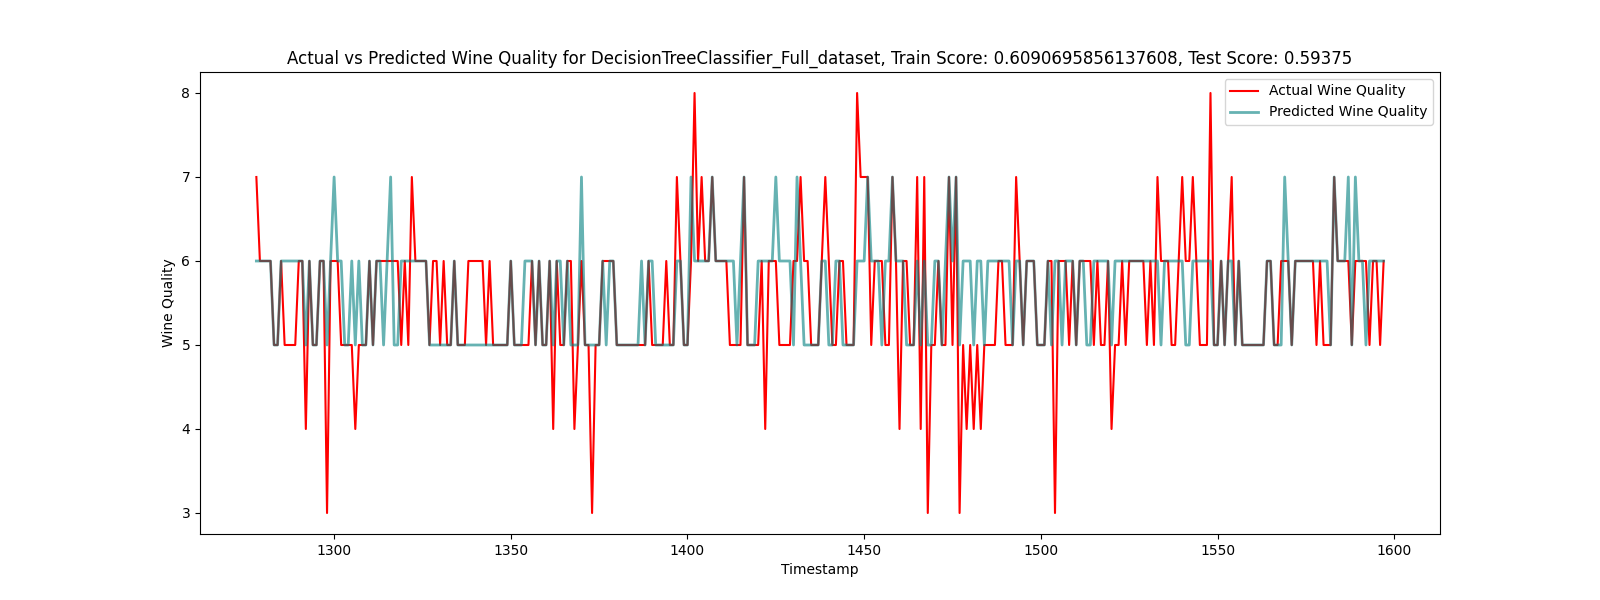 Actual vs Predicted Wine Quality for DecisionTreeClassifier_Full_dataset, Train Score: 0.6090695856137608, Test Score: 0.59375
Actual Wine Quality
Predicted Wine Quality
Wine Quality
8
7
6
5
4
3
1300
1350
1400
1450
1500
1550
1600
Timestamp